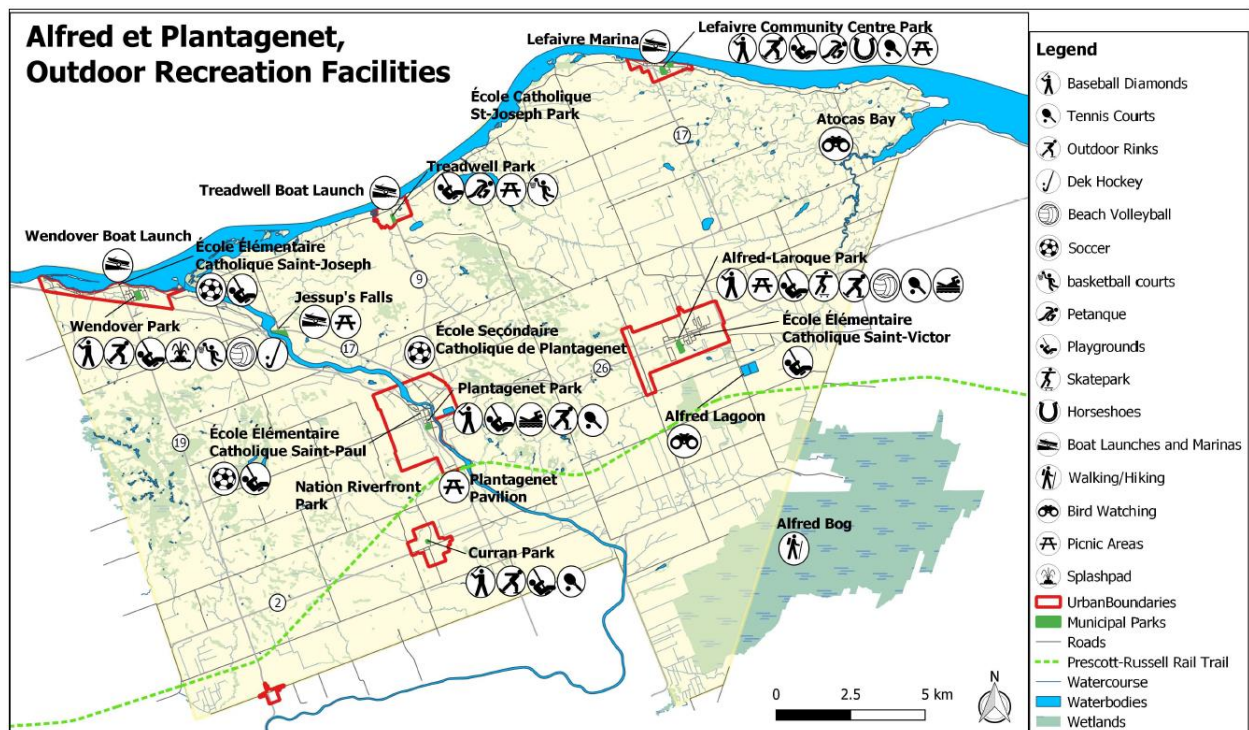 Alfred et Plantagenet,
Outdoor Recreation Facilities
Lefaivre Marina
Lefaivre Community Centre Park
École Catholique
St-Joseph Park
17
Atocas Bay
Treadwell Park
Treadwell Boat Launch
Wendover Boat Launch
École Élémentaire
Catholique Saint-Joseph
9
Alfred-Laroque Park
Jessup's Falls
Wendover Park
17
École Secondaire
Catholique de Plantagenet
École Élémentaire
Catholique Saint-Victor
26
Plantagenet Park
Alfred Lagoon
19
École Élémentaire
Catholique Saint-Paul
Nation Riverfront
Park
Plantagenet
Pavilion
Alfred Bog
Curran Park
2
0 2.5 5 km
N
Legend
Baseball Diamonds
Tennis Courts
Outdoor Rinks
Dek Hockey
Beach Volleyball
Soccer
basketball courts
Petanque
Playgrounds
Skatepark
Horseshoes
Boat Launches and Marinas
Walking/Hiking
Bird Watching
Picnic Areas
Splashpad
UrbanBoundaries
Municipal Parks
Roads
Prescott-Russell Rail Trail
Watercourse
Waterbodies
Wetlands